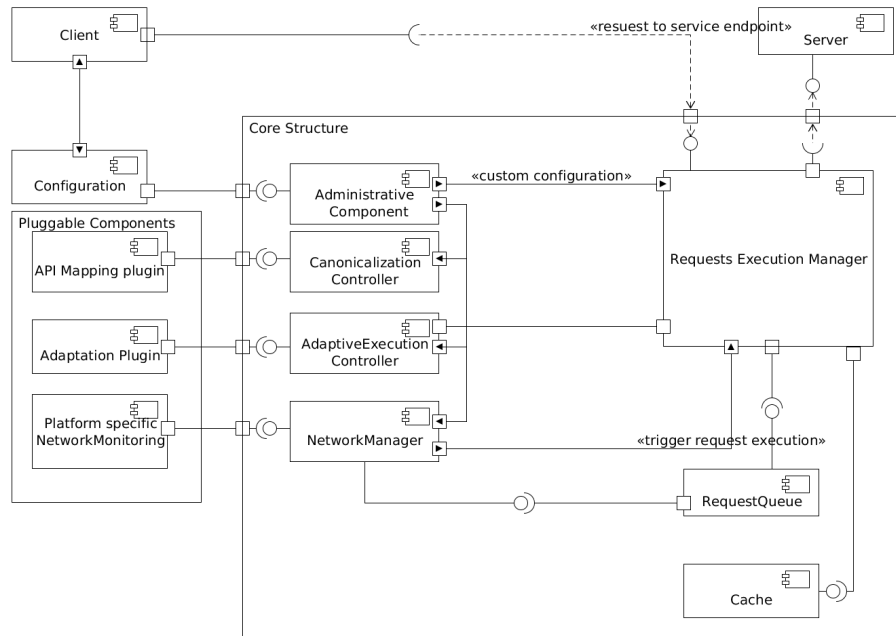 Client
«resuest to service endpoint»
Server
Core Structure
Configuration
Administrative
Component
«custom configuration»
Pluggable Components
API Mapping plugin
Canonicalization
Controller
Requests Execution Manager
Adaptation Plugin
AdaptiveExecution
Controller
Platform specific
NetworkMonitoring
NetworkManager
«trigger request execution»
RequestQueue
Cache